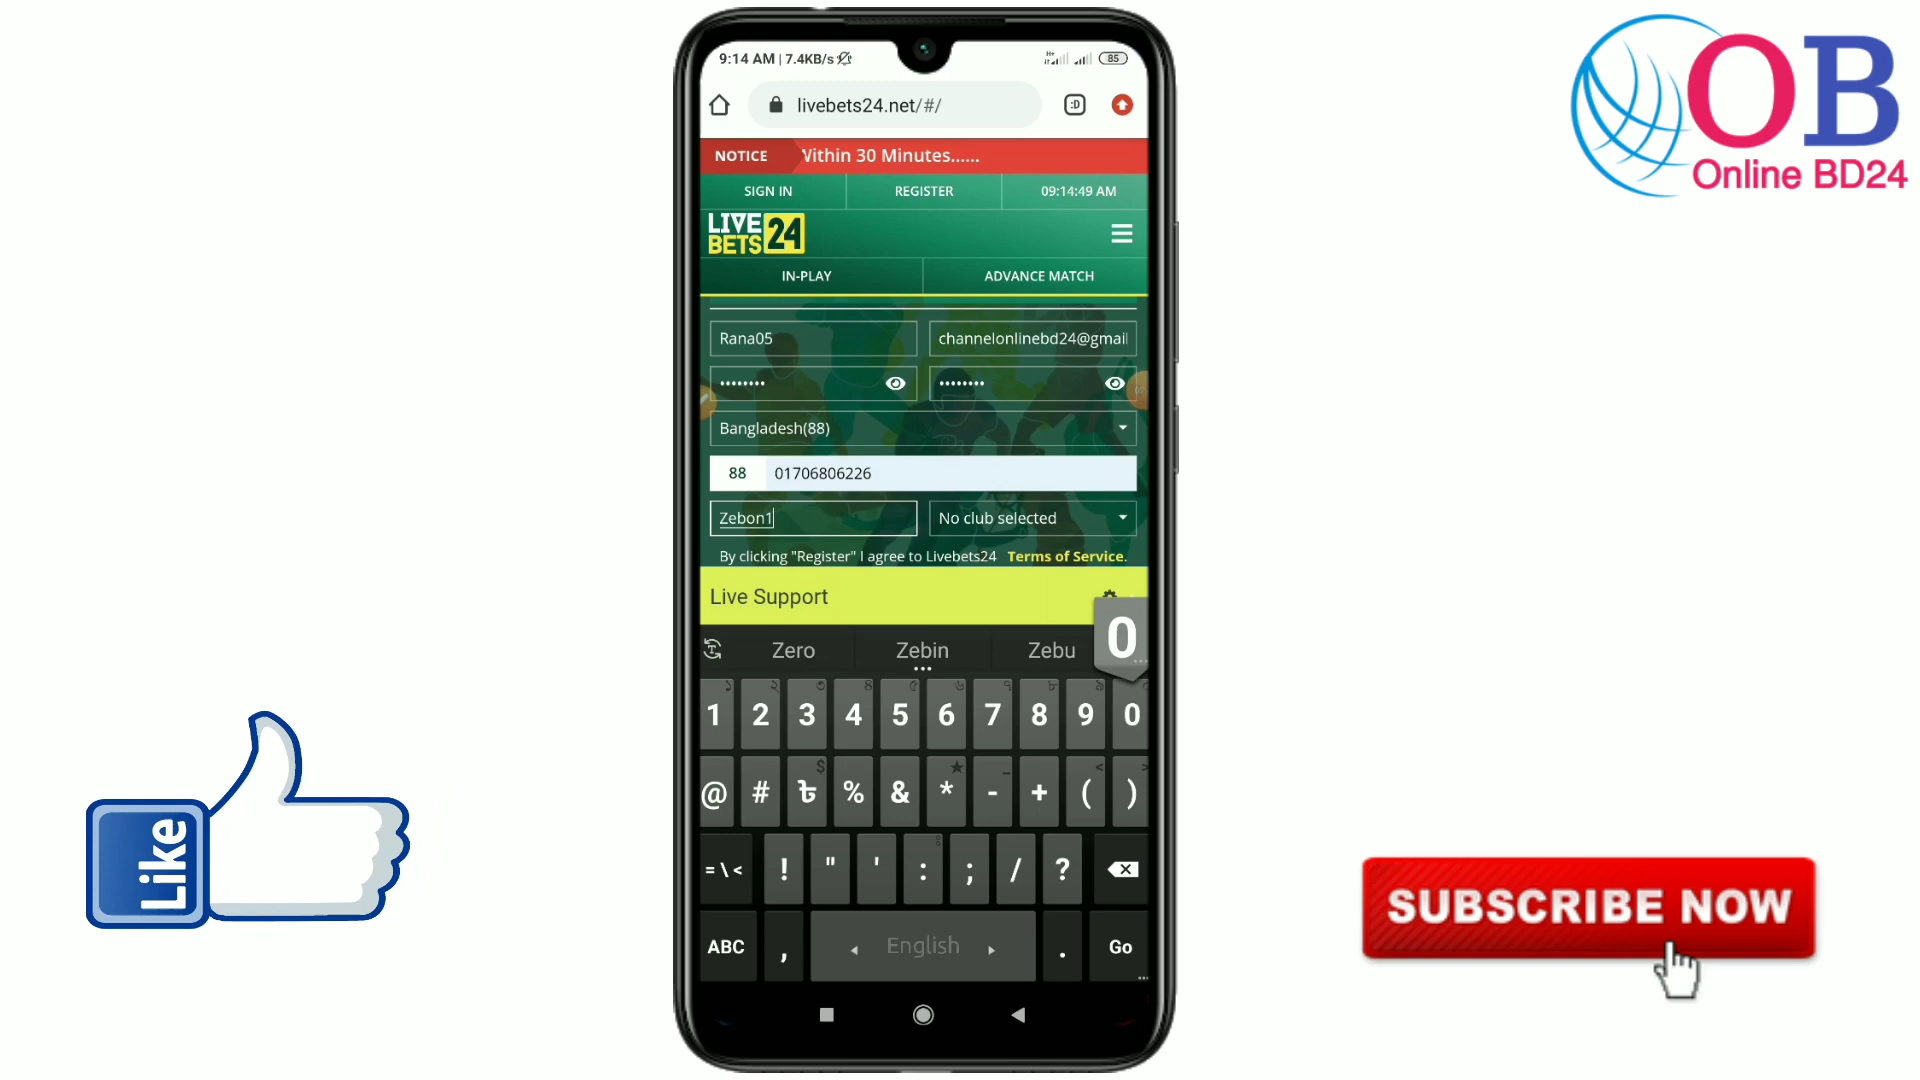 9:14 AM | 7.4KB/s
H+
85
livebets24.net/#/
:D
NOTICE
Within 30 Minutes......
SIGN IN
REGISTER
09:14:49 AM
LIVE BETS 24
IN-PLAY
ADVANCE MATCH
Rana05
channelonlinebd24@gmail
••••••••
••••••••
Bangladesh(88)
88
01706806226
Zebon1
No club selected
By clicking "Register" I agree to Livebets24 Terms of Service.
Live Support
0
Zero
Zebin
Zebu
1 2 3 4 5 6 7 8 9 0
@ # ৳ % & * - + ( )
= \ < ! " ' : ; / ?
ABC , English . Go
OB
Online BD24
Like
SUBSCRIBE NOW